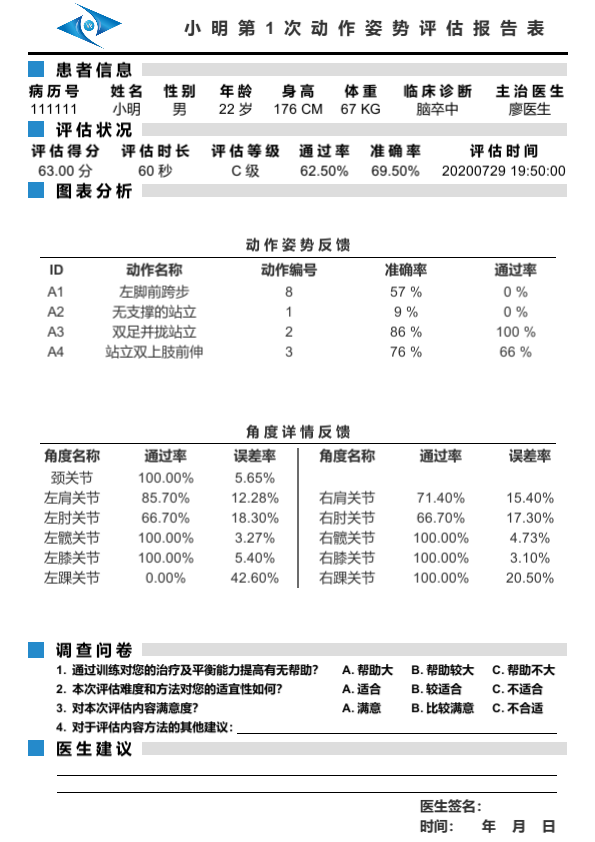 小明第1次动作姿势评估报告表
患者信息
病历号 姓名 性别 年龄 身高 体重 临床诊断 主治医生
111111 小明 男 22 岁 176 CM 67 KG 脑卒中 廖医生
评估状况
评估得分 评估时长 评估等级 通过率 准确率 评估时间
63.00 分 60 秒 C 级 62.50% 69.50% 20200729 19:50:00
图表分析
动作姿势反馈
ID 动作名称 动作编号 准确率 通过率
A1 左脚前跨步 8 57 % 0 %
A2 无支撑的站立 1 9 % 0 %
A3 双足并拢站立 2 86 % 100 %
A4 站立双上肢前伸 3 76 % 66 %
角度详情反馈
角度名称 通过率 误差率 角度名称 通过率 误差率
颈关节 100.00% 5.65%
左肩关节 85.70% 12.28% 右肩关节 71.40% 15.40%
左肘关节 66.70% 18.30% 右肘关节 66.70% 17.30%
左髋关节 100.00% 3.27% 右髋关节 100.00% 4.73%
左膝关节 100.00% 5.40% 右膝关节 100.00% 3.10%
左踝关节 0.00% 42.60% 右踝关节 100.00% 20.50%
调查问卷
1. 通过训练对您的治疗及平衡能力提高有无帮助? A. 帮助大 B. 帮助较大 C. 帮助不大
2. 本次评估难度和方法对您的适宜性如何? A. 适合 B. 较适合 C. 不适合
3. 对本次评估内容满意度? A. 满意 B. 比较满意 C. 不合适
4. 对于评估内容方法的其他建议:
医生建议
医生签名:
时间: 年 月 日